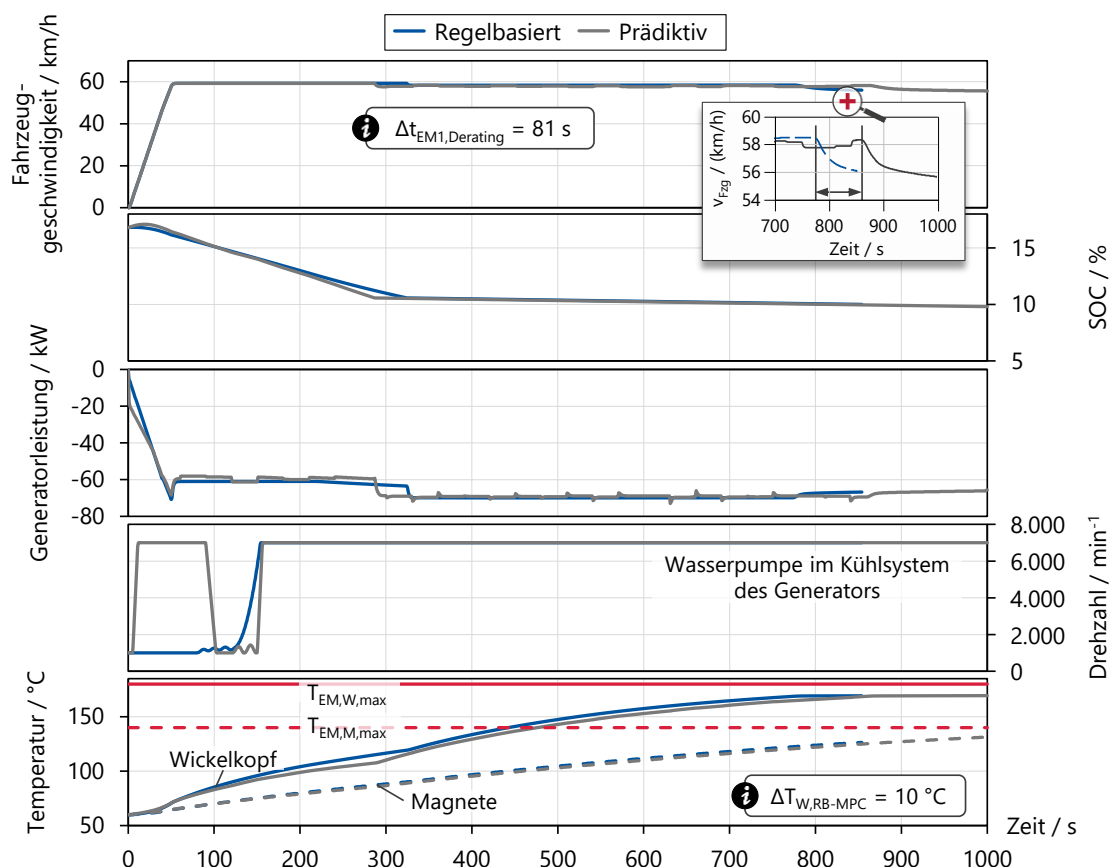 Regelbasiert
Prädiktiv
Fahrzeug-
geschwindigkeit / km/h
60
40
20
0
i Δt_EM1,Derating = 81 s
60
58
56
54
v_Fzg / (km/h)
700 800 900 1000
Zeit / s
15
10
5
SOC / %
Generatorleistung / kW
0
-20
-40
-60
-80
8.000
6.000
4.000
2.000
0
Drehzahl / min⁻¹
Wasserpumpe im Kühlsystem
des Generators
Temperatur / °C
150
100
50
T_EM,W,max
T_EM,M,max
Wickelkopf
Magnete
i ΔT_W,RB-MPC = 10 °C
Zeit / s
0 100 200 300 400 500 600 700 800 900 1000